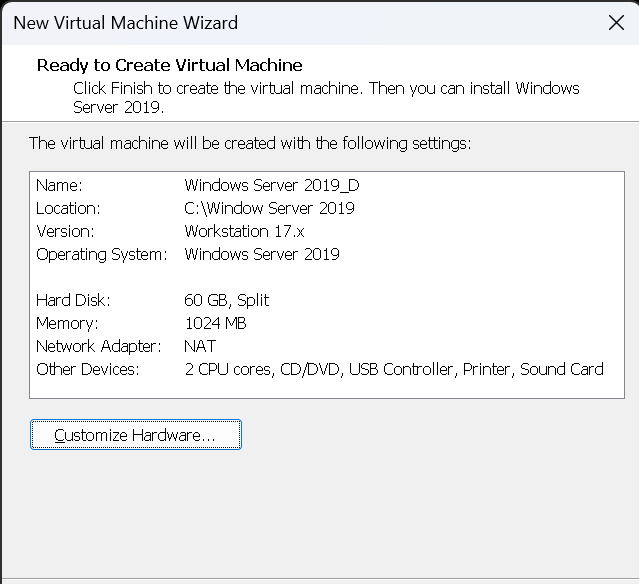 New Virtual Machine Wizard
Ready to Create Virtual Machine
Click Finish to create the virtual machine. Then you can install Windows
Server 2019.
The virtual machine will be created with the following settings:
Name: Windows Server 2019_D
Location: C:\Window Server 2019
Version: Workstation 17.x
Operating System: Windows Server 2019
Hard Disk: 60 GB, Split
Memory: 1024 MB
Network Adapter: NAT
Other Devices: 2 CPU cores, CD/DVD, USB Controller, Printer, Sound Card
Customize Hardware...